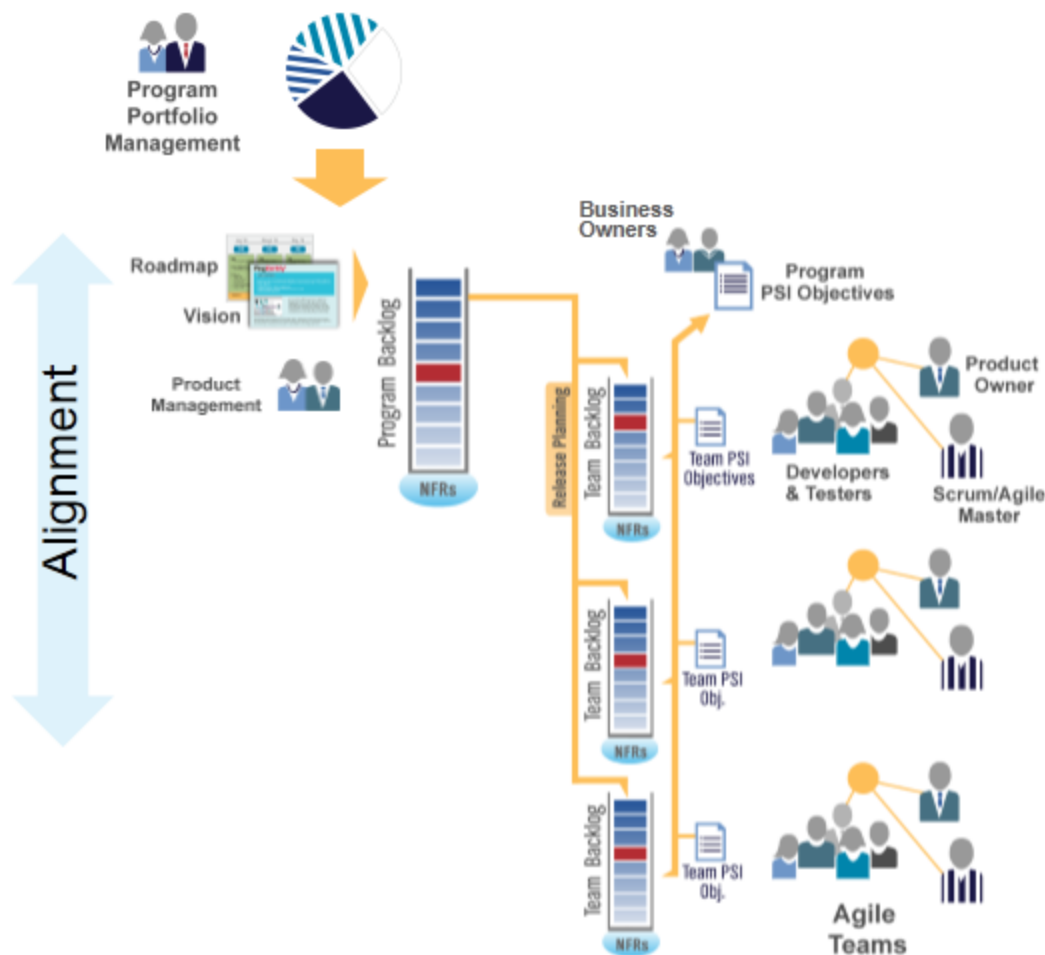 Program
Portfolio
Management
Business
Owners
Roadmap
Vision
Program
PSI Objectives
Product
Management
Program Backlog
NFRs
Alignment
Release Planning
Team Backlog
NFRs
Team PSI
Objectives
Developers
& Testers
Product
Owner
Scrum/Agile
Master
Team Backlog
NFRs
Team PSI
Obj.
Team Backlog
NFRs
Team PSI
Obj.
Agile
Teams